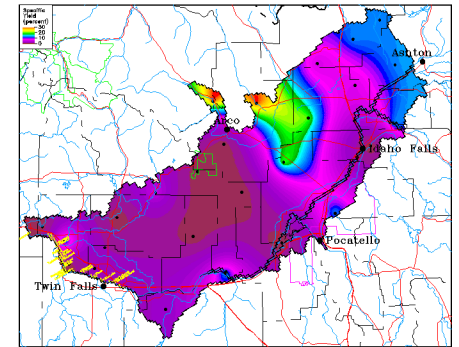 Specific
Yield
(percent)
30
20
10
0
Ashton
Arco
Idaho Falls
Pocatello
Twin Falls